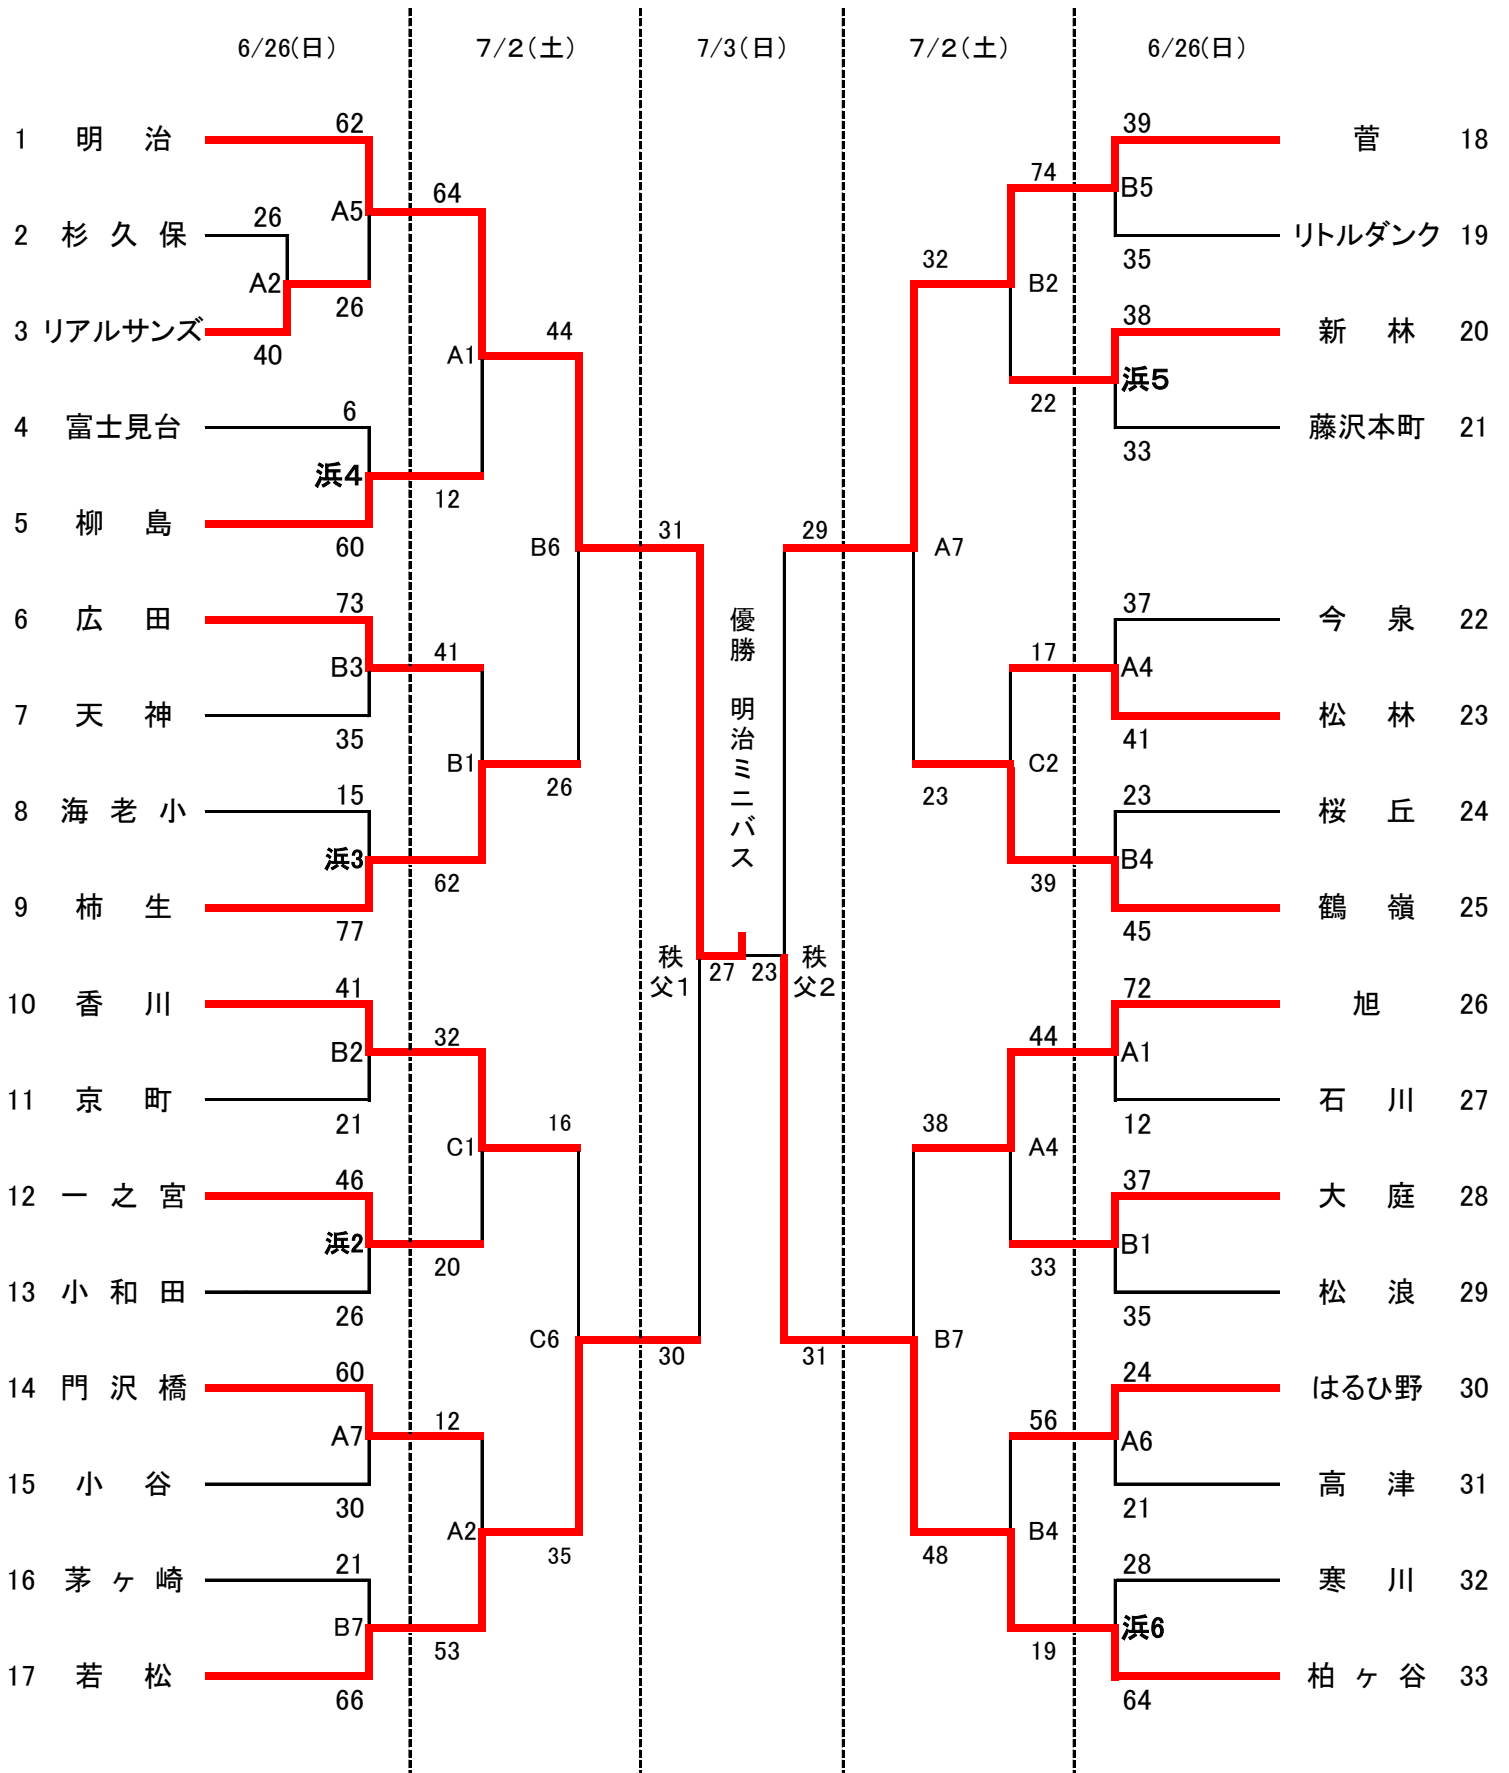 6/26(日) 7/2(土) 7/3(日) 7/2(土) 6/26(日)
62 39
1 明治 菅 18
74
64
A5 B5
26
2 杉久保 リトルダンク 19
32 35
A2 B2
26
38
3 リアルサンズ 44 新林 20
40 A1
浜5
6 22
4 富士見台 藤沢本町 21
33
浜4
12
5 柳島
31 29
60 B6 A7
73 37
6 広田 今泉 22
41 17
B3 A4
7 天神 松林 23
35 41
B1 C2
26
15 23 23
8 海老小 桜丘 24
浜3 B4
62 39
9 柿生 鶴嶺 25
77 45
優勝 明治ミニバス
秩父1 27 23 秩父2
41 72
10 香川 旭 26
32 44
B2 A1
11 京町 石川 27
21 12
16 38
C1 A4
46 37
12 一之宮 大庭 28
浜2 B1
20 33
13 小和田 松浪 29
26 35
C6 B7
30 31
60 24
14 門沢橋 はるひ野 30
12 56
A7 A6
15 小谷 高津 31
30 21
A2 B4
35 48
21 28
16 茅ヶ崎 寒川 32
B7 浜6
53 19
17 若松 柏ヶ谷 33
66 64